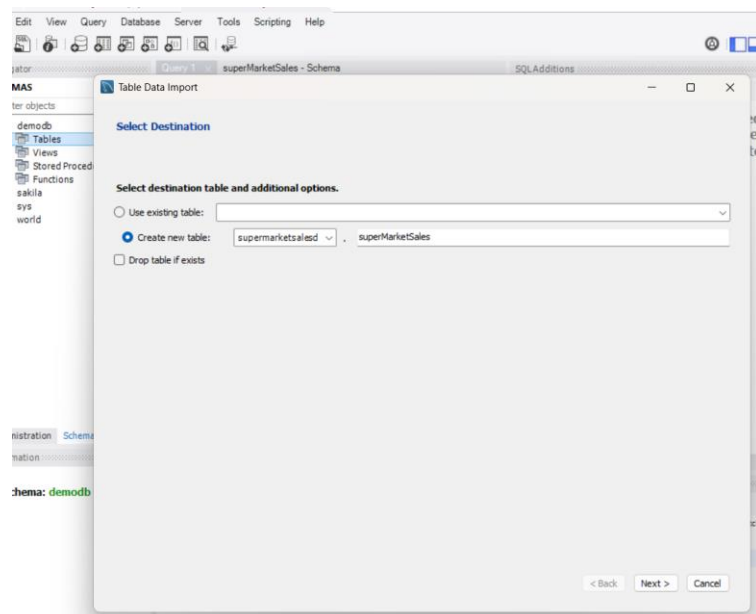 Edit View Query Database Server Tools Scripting Help
Query 1 superMarketSales - Schema SQLAdditions
Table Data Import
demodb
Tables
Views
Stored Proced
Functions
sakila
sys
world
Select Destination
Select destination table and additional options.
Use existing table:
Create new table: supermarketsalesd . superMarketSales
Drop table if exists
Schema
demodb
< Back Next > Cancel